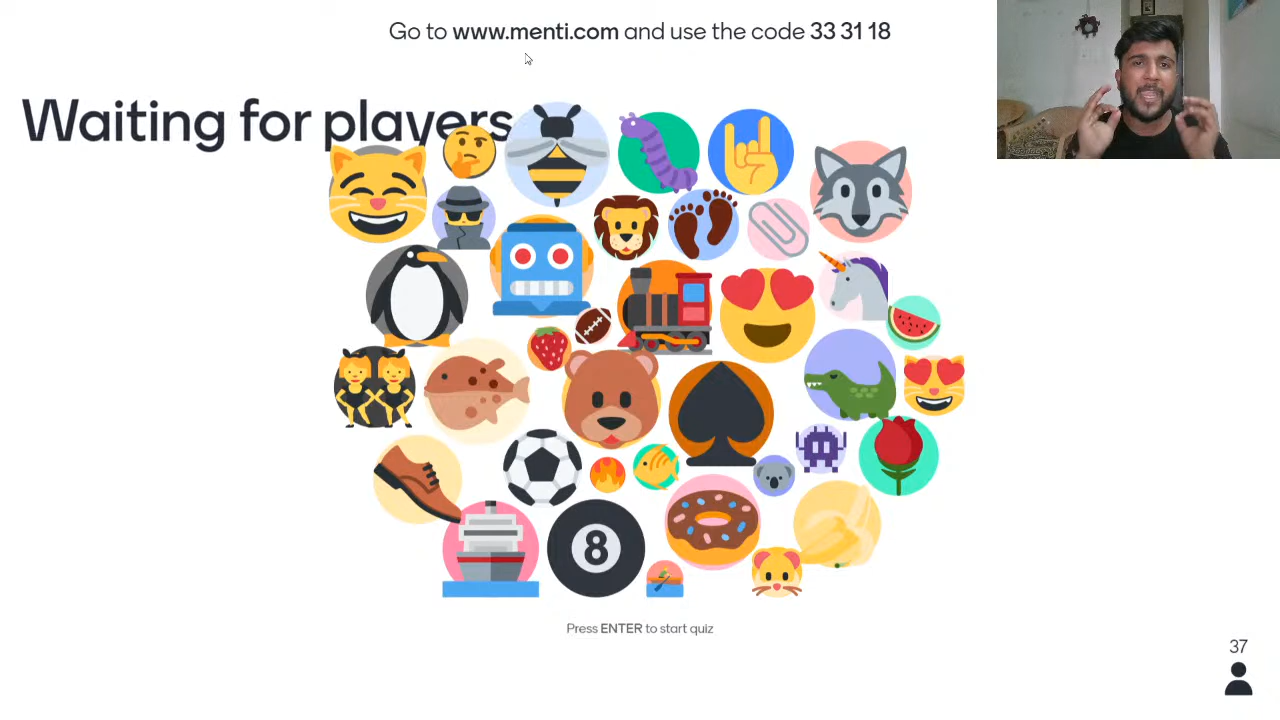 Go to www.menti.com and use the code 33 31 18
Waiting for players
8
Press ENTER to start quiz
37